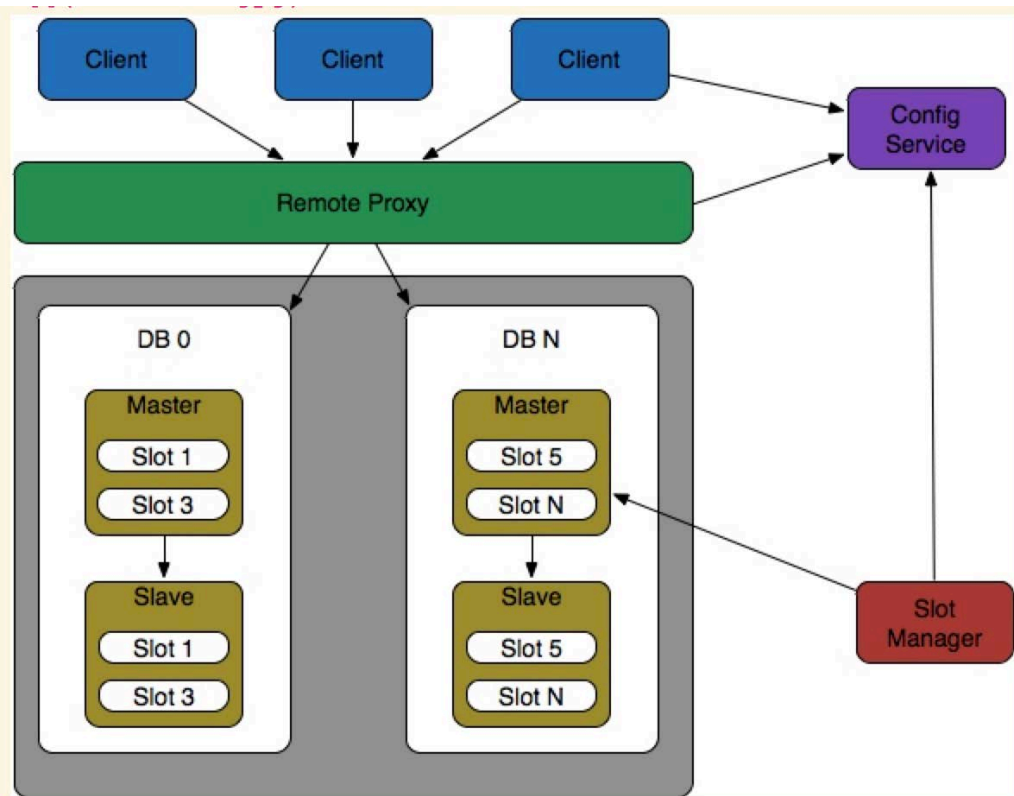 Client
Client
Client
Config
Service
Remote Proxy
DB 0
DB N
Master
Master
Slot 1
Slot 5
Slot 3
Slot N
Slave
Slave
Slot
Manager
Slot 1
Slot 5
Slot 3
Slot N